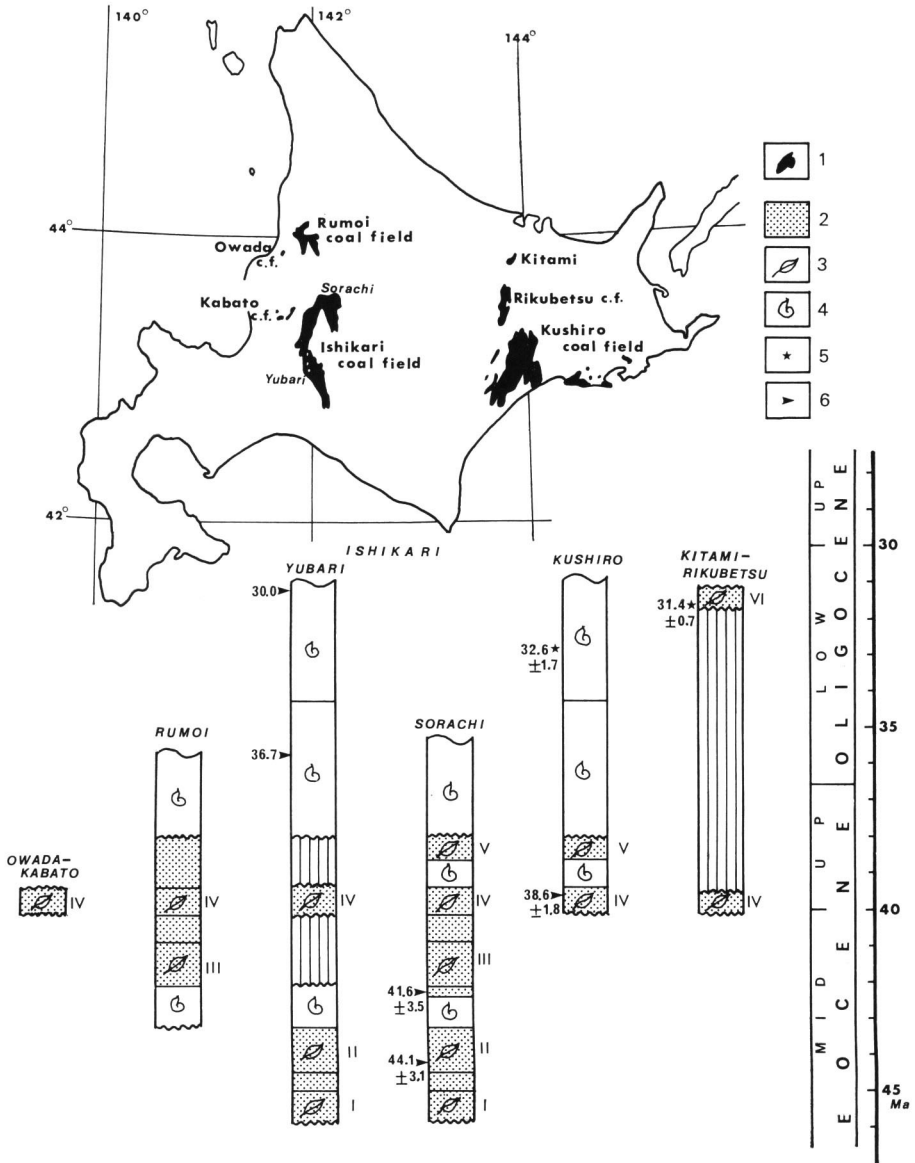 140°
142°
144°
44°
42°
Rumoi
coal field
Owada
c.f.
Kabato
c.f.
Sorachi
Ishikari
coal field
Yubari
Kitami
Rikubetsu c.f.
Kushiro
coal field
1
2
3
4
5
6
ISHIKARI
YUBARI
KUSHIRO
KITAMI-
RIKUBETSU
RUMOI
SORACHI
OWADA-
KABATO
30.0
36.7
32.6
±1.7
31.4
±0.7
38.6
±1.8
41.6
±3.5
44.1
±3.1
IV
IV
III
IV
II
I
V
IV
III
II
I
V
IV
VI
IV
UP
LOW
OLIGOCENE
UP
MID
EOCENE
30
35
40
45
Ma